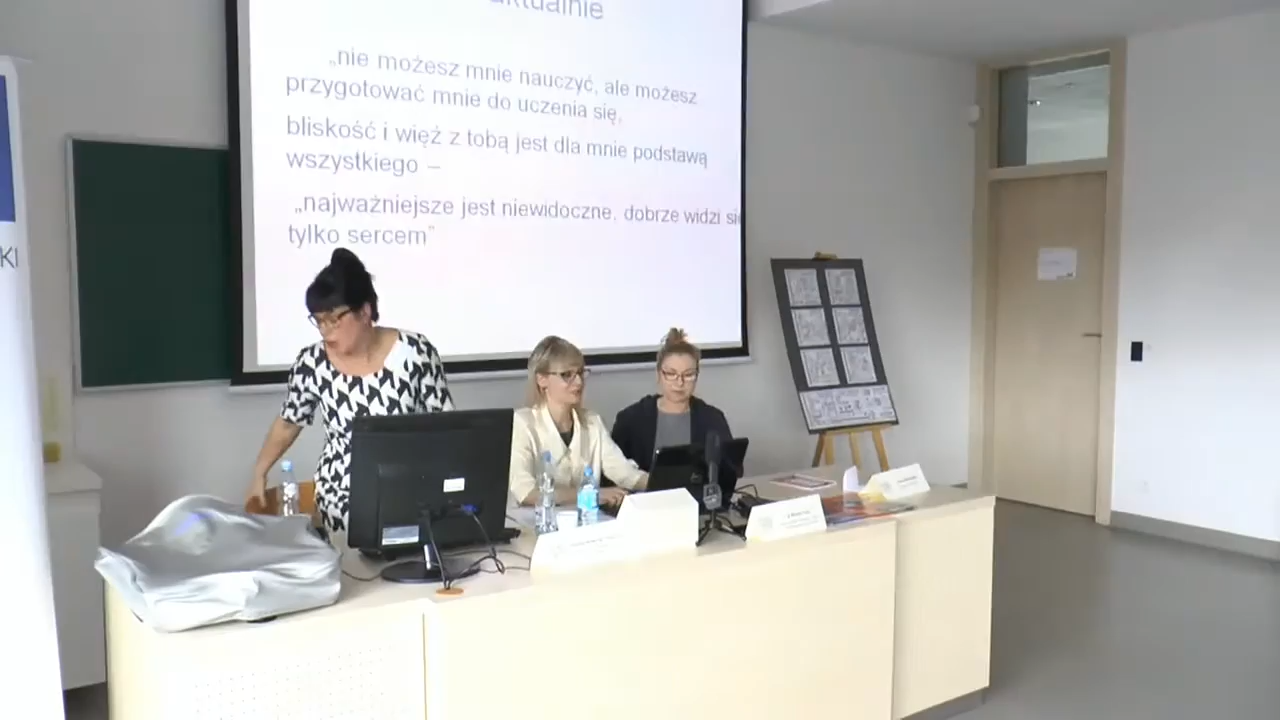 aktualnie
„nie możesz mnie nauczyć, ale możesz
przygotować mnie do uczenia się,
bliskość i więź z tobą jest dla mnie podstawą
wszystkiego –
„najważniejsze jest niewidoczne, dobrze widzi się
tylko sercem”
KI